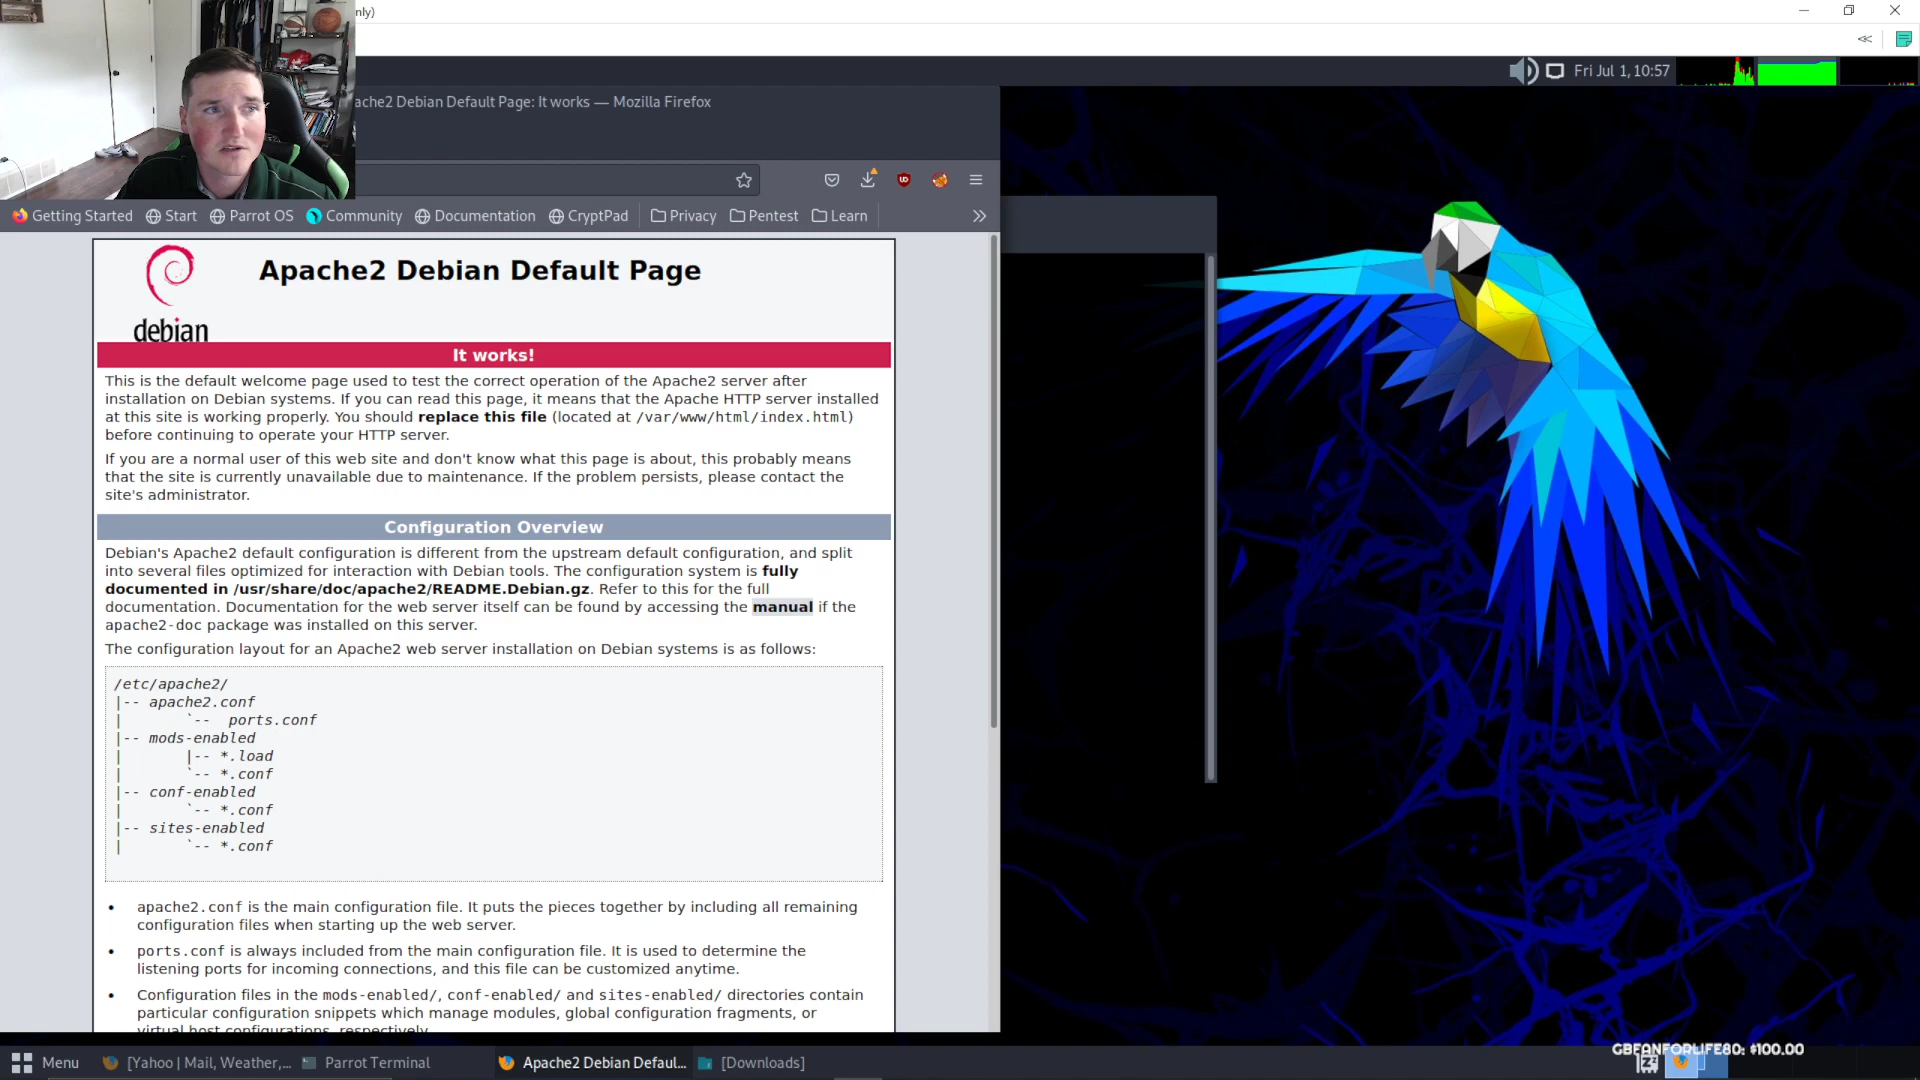 nly)
Fri Jul 1, 10:57
ache2 Debian Default Page: It works — Mozilla Firefox
Getting Started Start Parrot OS Community Documentation CryptPad Privacy Pentest Learn
debian
Apache2 Debian Default Page
It works!
This is the default welcome page used to test the correct operation of the Apache2 server after
installation on Debian systems. If you can read this page, it means that the Apache HTTP server installed
at this site is working properly. You should replace this file (located at /var/www/html/index.html)
before continuing to operate your HTTP server.
If you are a normal user of this web site and don't know what this page is about, this probably means
that the site is currently unavailable due to maintenance. If the problem persists, please contact the
site's administrator.
Configuration Overview
Debian's Apache2 default configuration is different from the upstream default configuration, and split
into several files optimized for interaction with Debian tools. The configuration system is fully
documented in /usr/share/doc/apache2/README.Debian.gz. Refer to this for the full
documentation. Documentation for the web server itself can be found by accessing the manual if the
apache2-doc package was installed on this server.
The configuration layout for an Apache2 web server installation on Debian systems is as follows:
/etc/apache2/
|-- apache2.conf
|       `--  ports.conf
|-- mods-enabled
|       |-- *.load
|       `-- *.conf
|-- conf-enabled
|       `-- *.conf
|-- sites-enabled
|       `-- *.conf
• apache2.conf is the main configuration file. It puts the pieces together by including all remaining
configuration files when starting up the web server.
• ports.conf is always included from the main configuration file. It is used to determine the
listening ports for incoming connections, and this file can be customized anytime.
• Configuration files in the mods-enabled/, conf-enabled/ and sites-enabled/ directories contain
particular configuration snippets which manage modules, global configuration fragments, or
virtual host configurations, respectively.
Menu [Yahoo | Mail, Weather,... Parrot Terminal Apache2 Debian Defaul... [Downloads]
GBFANFORLIFE80: $100.00